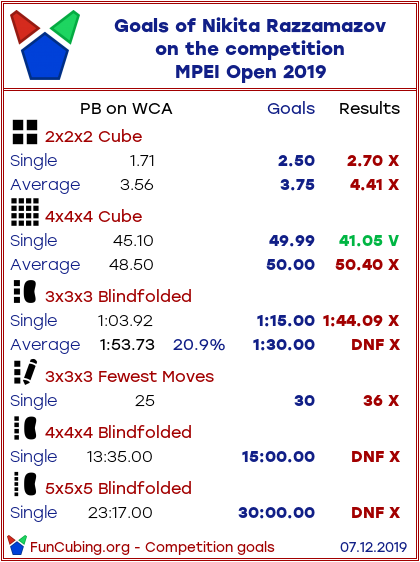 Goals of Nikita Razzamazov
on the competition
MPEI Open 2019
PB on WCA Goals Results
2x2x2 Cube
Single 1.71 2.50 2.70 X
Average 3.56 3.75 4.41 X
4x4x4 Cube
Single 45.10 49.99 41.05 V
Average 48.50 50.00 50.40 X
3x3x3 Blindfolded
Single 1:03.92 1:15.00 1:44.09 X
Average 1:53.73 20.9% 1:30.00 DNF X
3x3x3 Fewest Moves
Single 25 30 36 X
4x4x4 Blindfolded
Single 13:35.00 15:00.00 DNF X
5x5x5 Blindfolded
Single 23:17.00 30:00.00 DNF X
FunCubing.org - Competition goals 07.12.2019